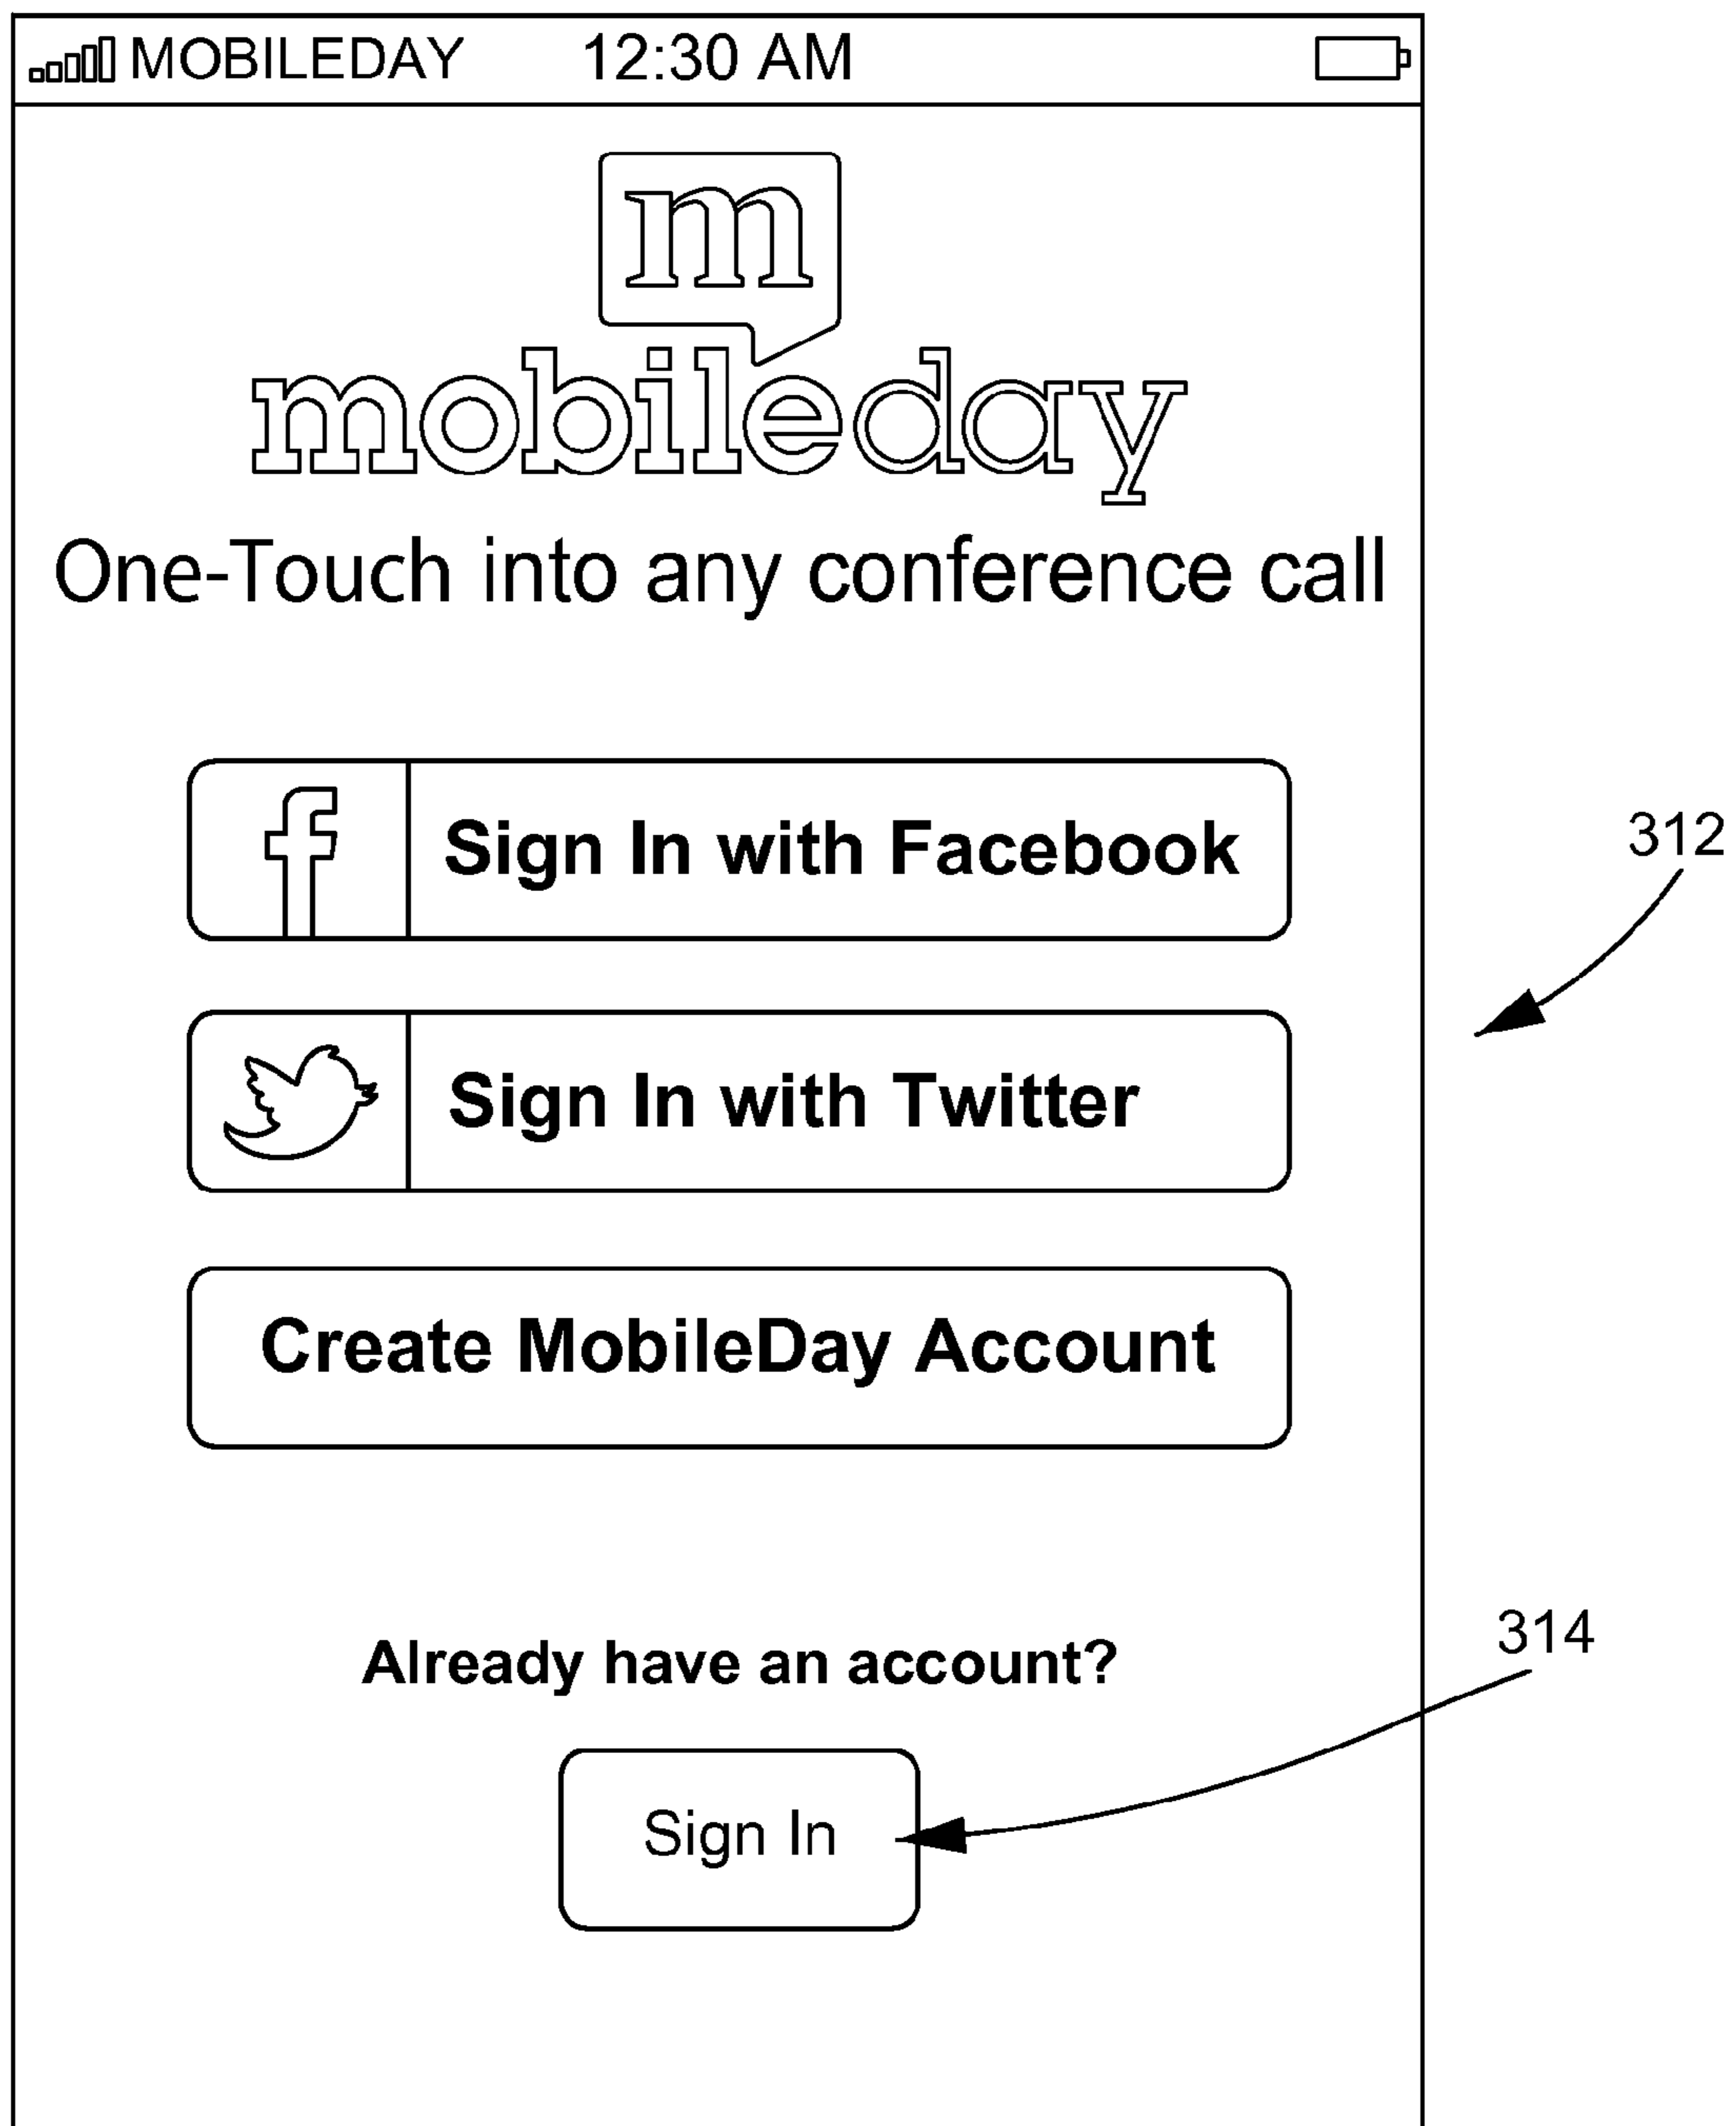 MOBILEDAY 12:30 AM
m
mobileday
One-Touch into any conference call
f Sign In with Facebook
312
Sign In with Twitter
Create MobileDay Account
314
Already have an account?
Sign In